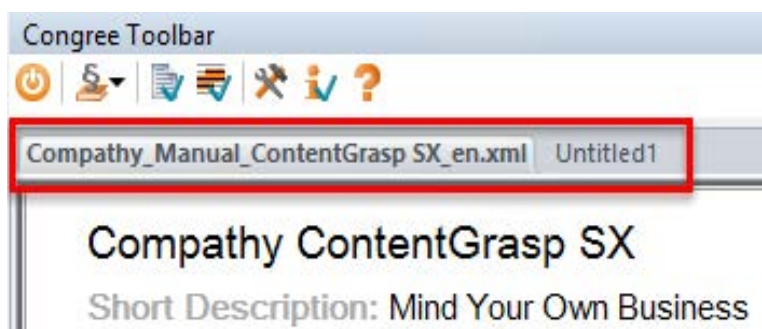 Congree Toolbar
§ i ?
Compathy_Manual_ContentGrasp SX_en.xml Untitled1
Compathy ContentGrasp SX
Short Description: Mind Your Own Business